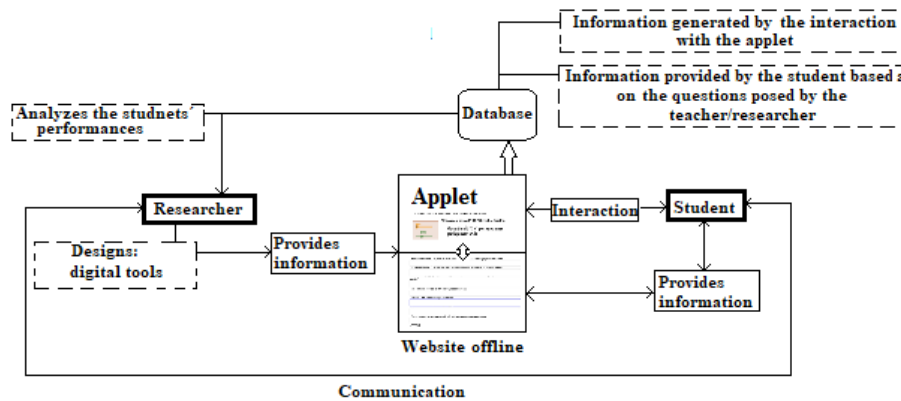 Information generated by the interaction
with the applet
Information provided by the student based a
on the questions posed by the
teacher/researcher
Analyzes the studnets´
performances
Database
Applet
Researcher
Interaction
Student
Designs:
digital tools
Provides
information
Provides
information
Website offline
Communication